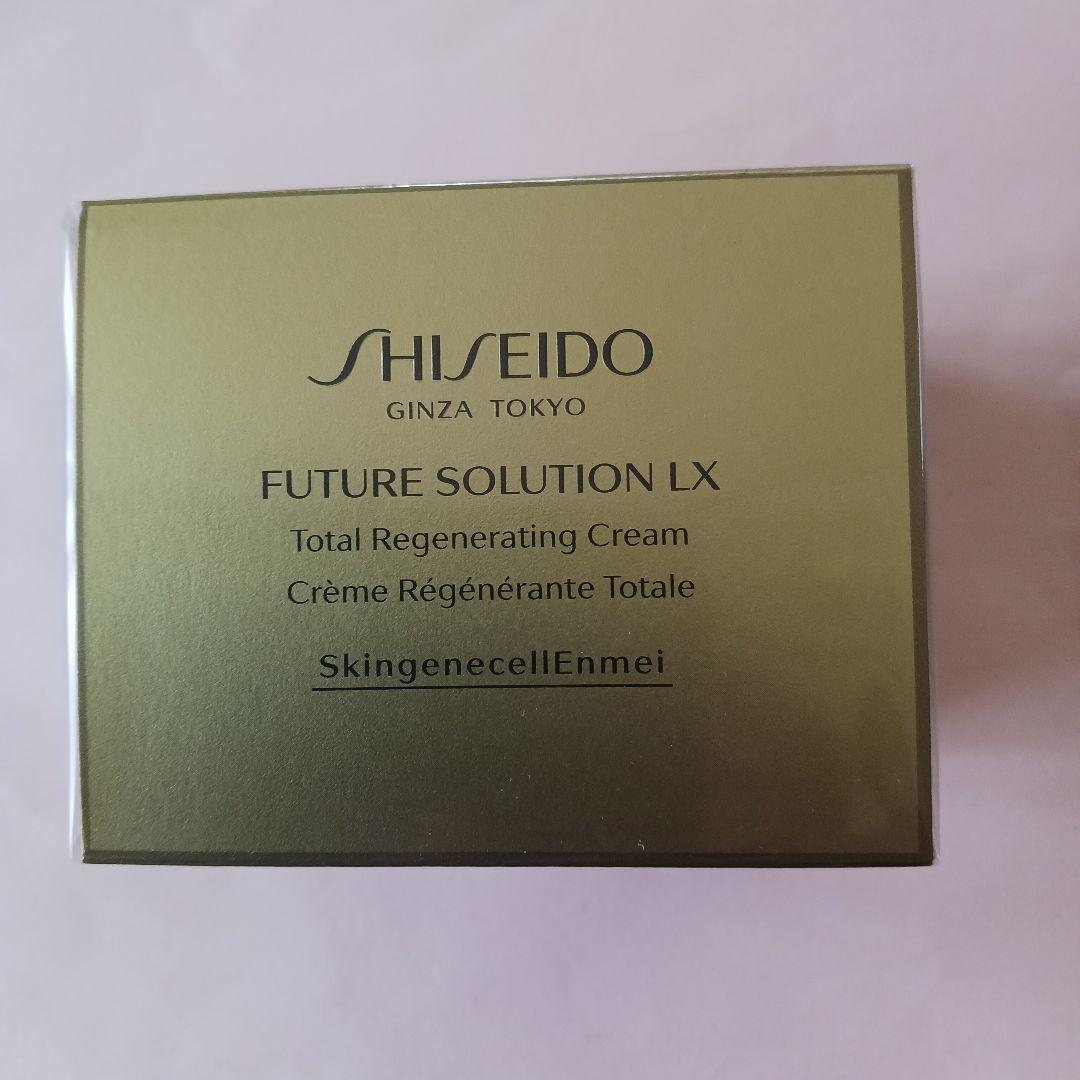 SHISEIDO
GINZA TOKYO
FUTURE SOLUTION LX
Total Regenerating Cream
Crème Régénérante Totale
SkingenecellEnmei